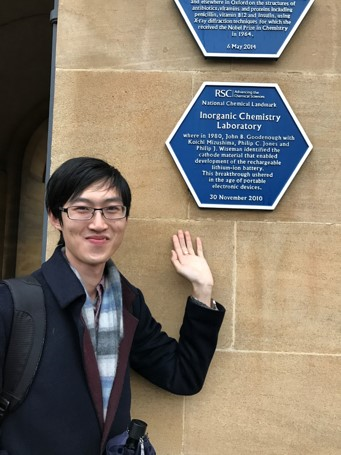 and elsewhere in Oxford on the structures of
antibiotics, vitamins and proteins including
penicillin, vitamin B12 and insulin, using
X-ray diffraction techniques, for which she
received the Nobel Prize in Chemistry
in 1964.
6 May 2014
RSC Advancing the
Chemical Sciences
National Chemical Landmark
Inorganic Chemistry
Laboratory
where in 1980, John B. Goodenough with
Koichi Mizushima, Philip C. Jones and
Philip J. Wiseman identified the
cathode material that enabled
development of the rechargeable
lithium-ion battery.
This breakthrough ushered
in the age of portable
electronic devices.
30 November 2010